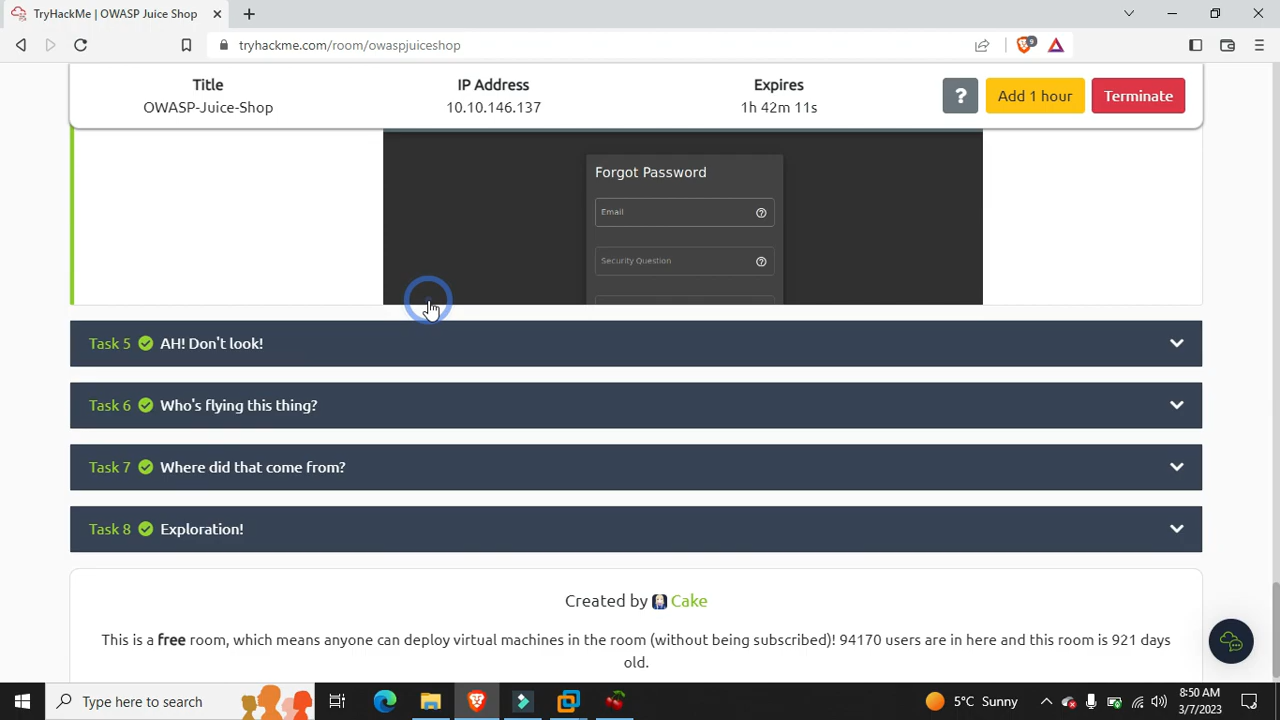 TryHackMe | OWASP Juice Shop
tryhackme.com/room/owaspjuiceshop
9
Title
IP Address
Expires
OWASP-Juice-Shop
10.10.146.137
1h 42m 11s
?
Add 1 hour
Terminate
Forgot Password
Email
Security Question
Task 5 AH! Don't look!
Task 6 Who's flying this thing?
Task 7 Where did that come from?
Task 8 Exploration!
Created by Cake
This is a free room, which means anyone can deploy virtual machines in the room (without being subscribed)! 94170 users are in here and this room is 921 days
old.
Type here to search
5°C Sunny
8:50 AM
3/7/2023